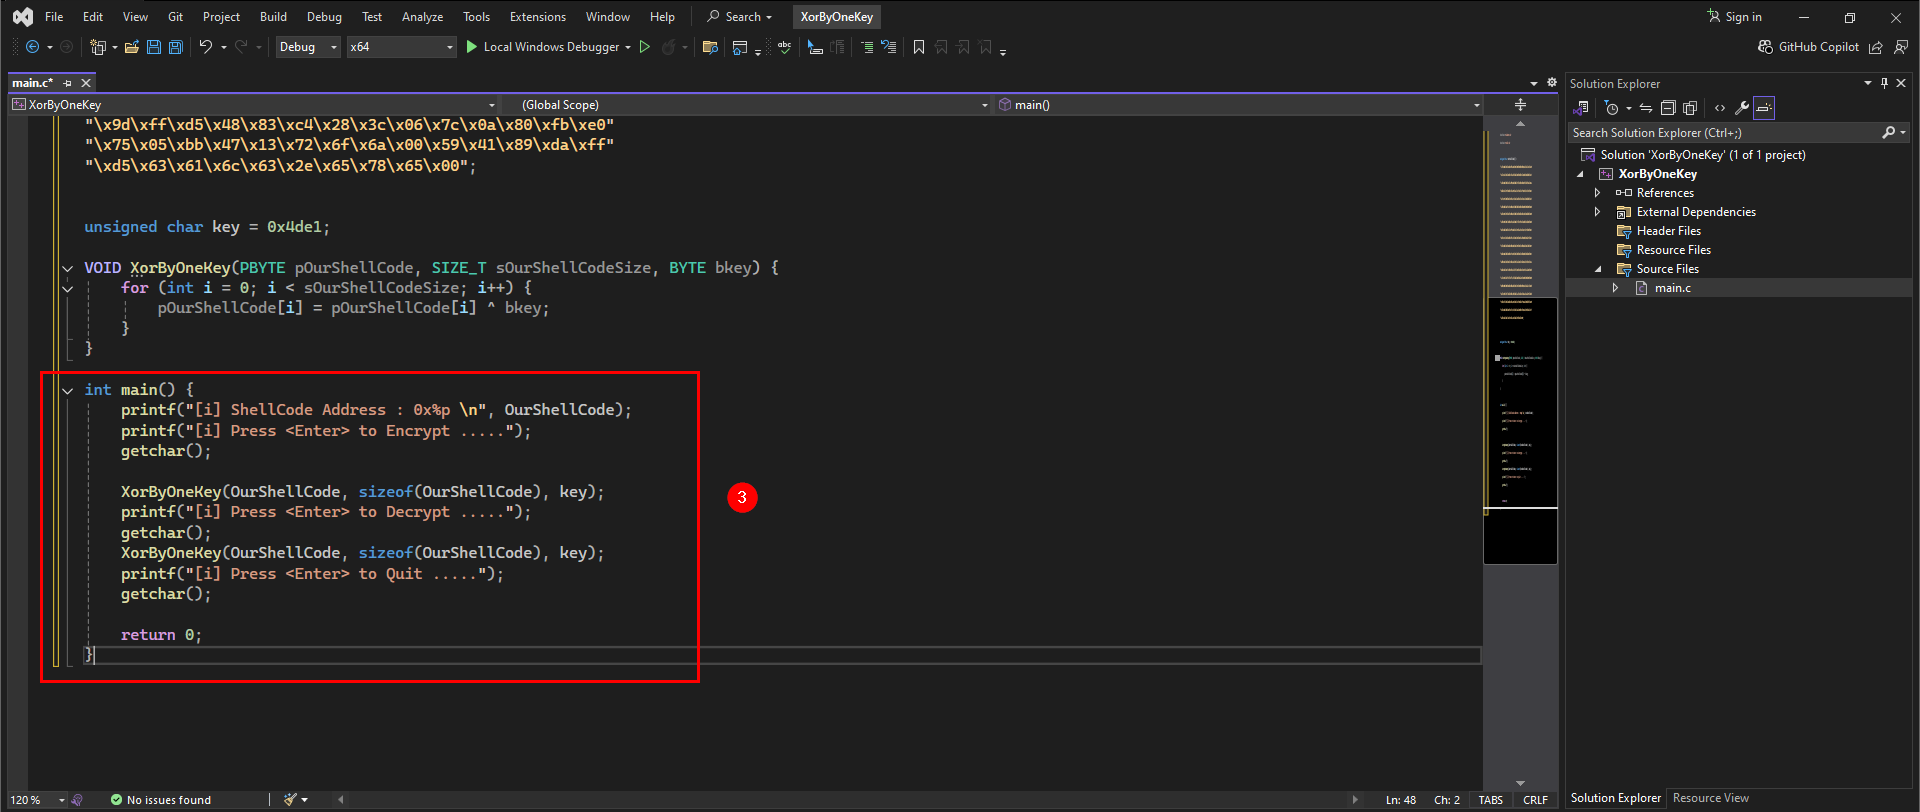 File Edit View Git Project Build Debug Test Analyze Tools Extensions Window Help Search XorByOneKey Sign in
Debug x64 Local Windows Debugger abc GitHub Copilot
main.c*
XorByOneKey (Global Scope) main()
"\x9d\xff\xd5\x48\x83\xc4\x28\x3c\x06\x7c\x0a\x80\xfb\xe0"
"\x75\x05\xbb\x47\x13\x72\x6f\x6a\x00\x59\x41\x89\xda\xff"
"\xd5\x63\x61\x6c\x63\x2e\x65\x78\x65\x00";
unsigned char key = 0x4de1;
VOID XorByOneKey(PBYTE pOurShellCode, SIZE_T sOurShellCodeSize, BYTE bkey) {
for (int i = 0; i < sOurShellCodeSize; i++) {
pOurShellCode[i] = pOurShellCode[i] ^ bkey;
}
}
int main() {
printf("[i] ShellCode Address : 0x%p \n", OurShellCode);
printf("[i] Press <Enter> to Encrypt .....");
getchar();
XorByOneKey(OurShellCode, sizeof(OurShellCode), key);
printf("[i] Press <Enter> to Decrypt .....");
getchar();
XorByOneKey(OurShellCode, sizeof(OurShellCode), key);
printf("[i] Press <Enter> to Quit .....");
getchar();
return 0;
}
3
120 % No issues found Ln: 48 Ch: 2 TABS CRLF
Solution Explorer
Search Solution Explorer (Ctrl+;)
Solution 'XorByOneKey' (1 of 1 project)
XorByOneKey
References
External Dependencies
Header Files
Resource Files
Source Files
main.c
Solution Explorer Resource View